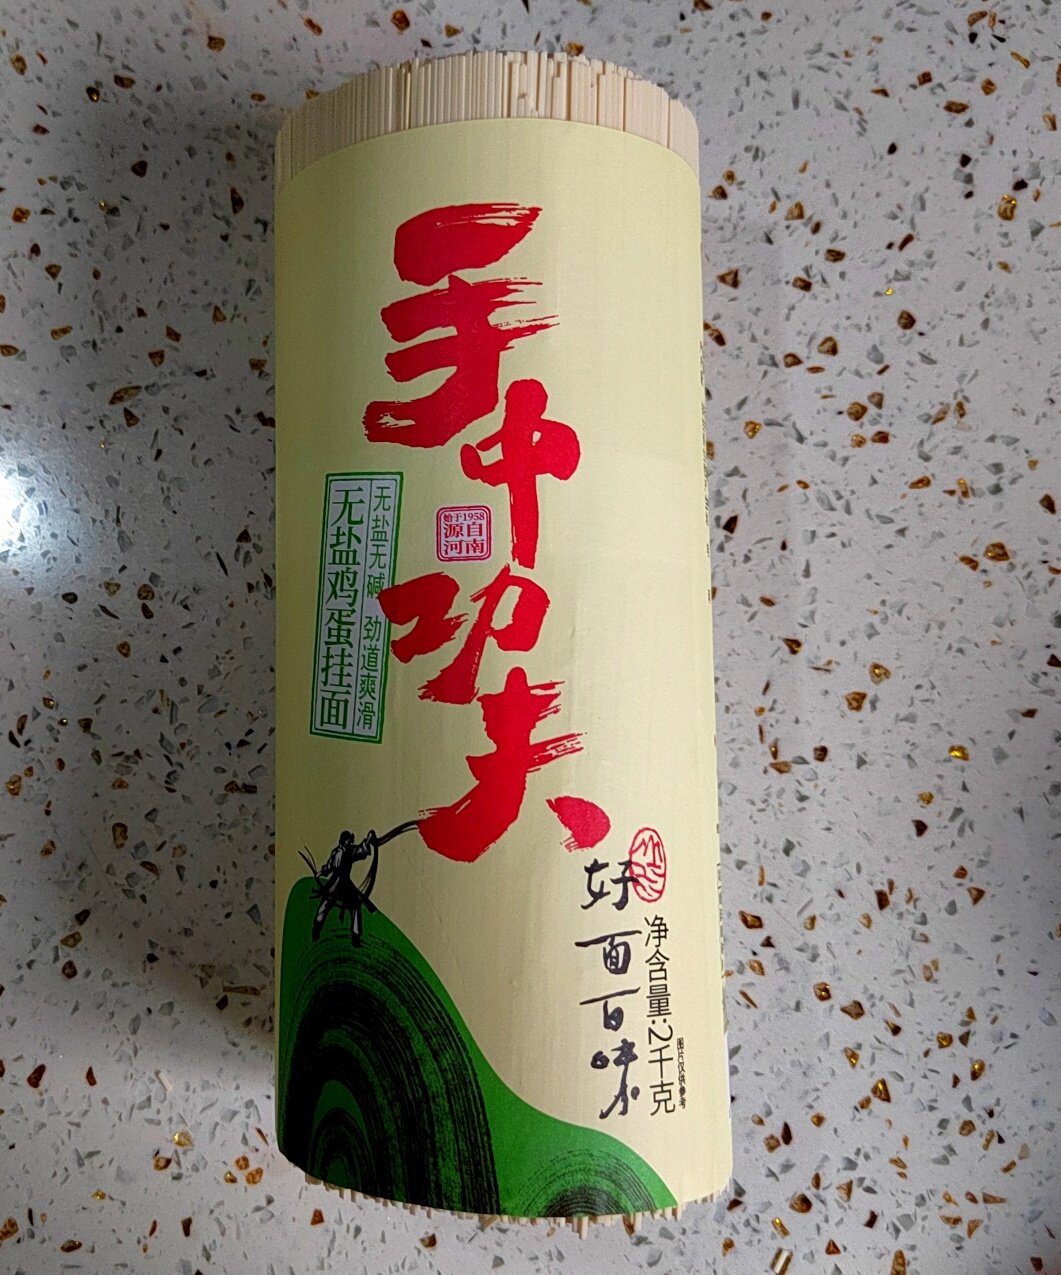 手中功夫
始于1958
源自
河南
无盐无碱 劲道爽滑
无盐鸡蛋挂面
好面百味
净含量:2千克
图片仅供参考